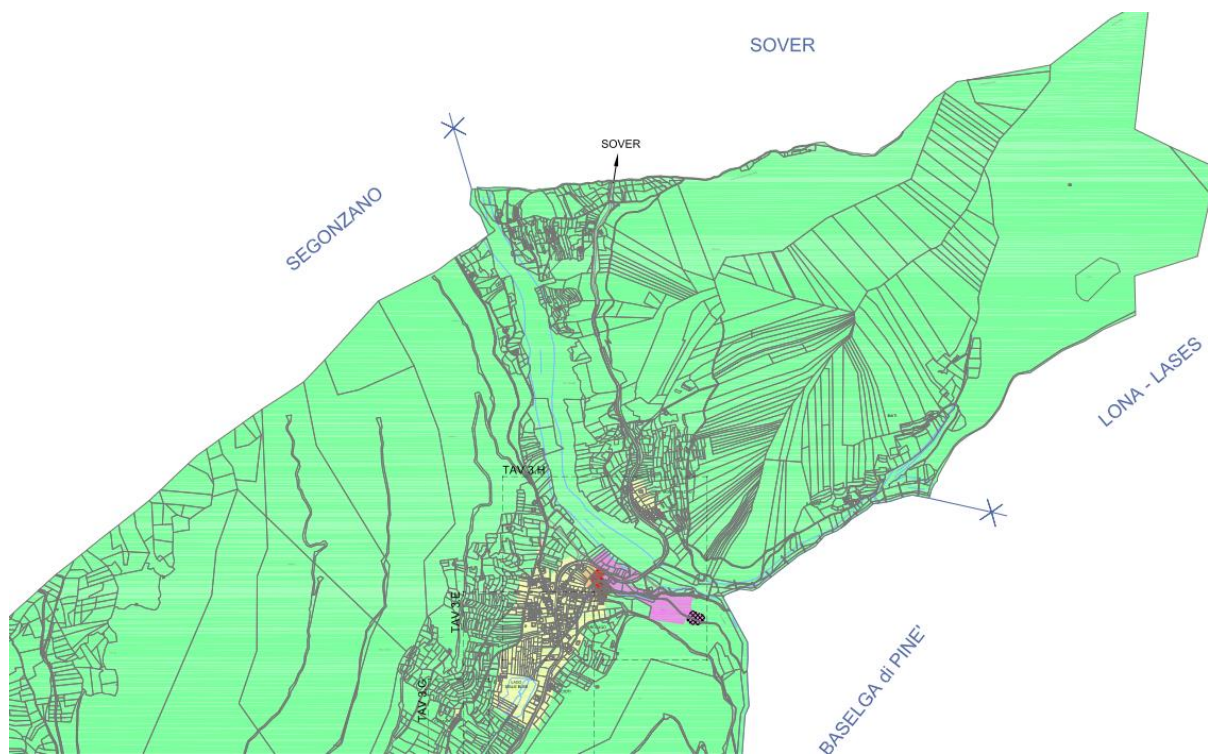 SOVER
SOVER
SEGONZANO
LONA - LASES
TAV 3.H
TAV 3.E
TAV 3.G
BASELGA di PINE'